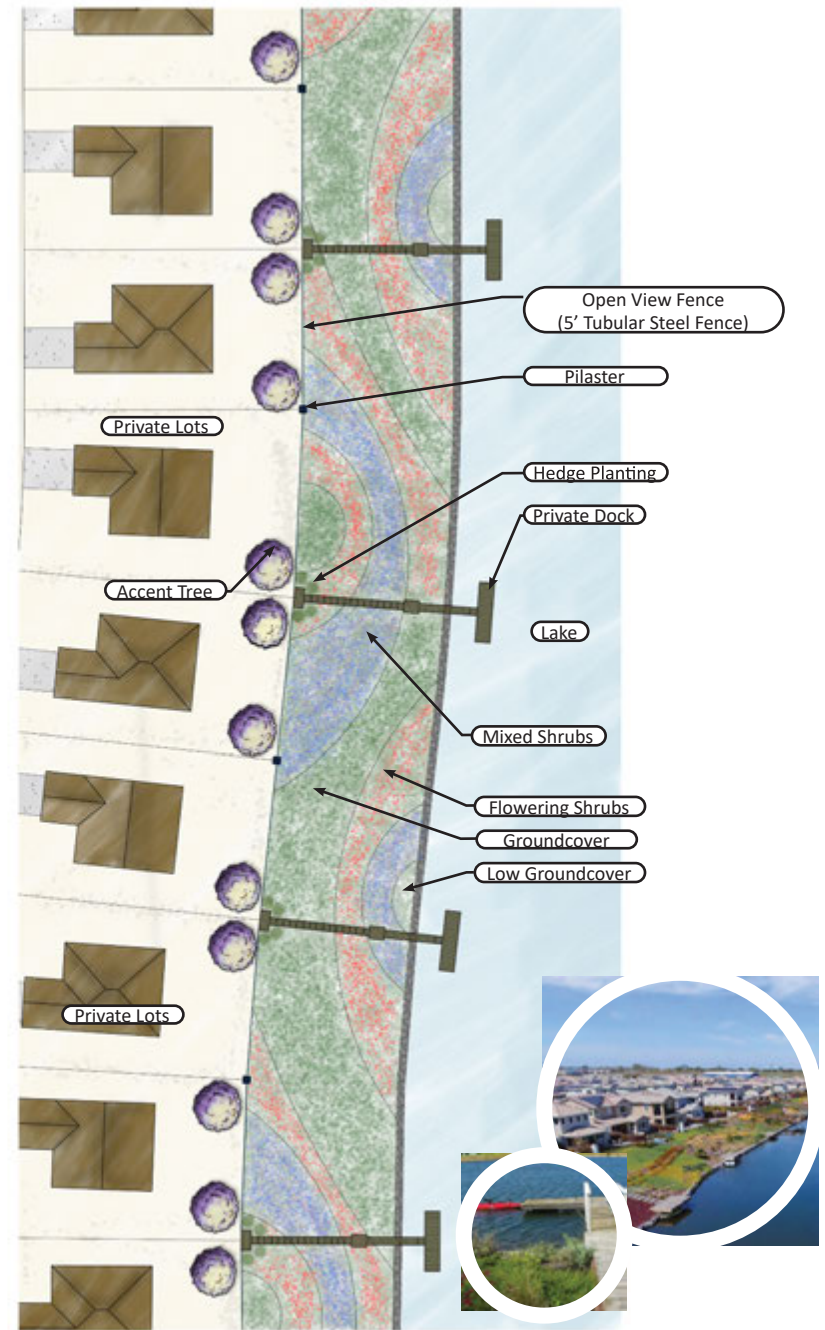 Open View Fence
(5' Tubular Steel Fence)
Pilaster
Private Lots
Hedge Planting
Private Dock
Accent Tree
Lake
Mixed Shrubs
Flowering Shrubs
Groundcover
Low Groundcover
Private Lots